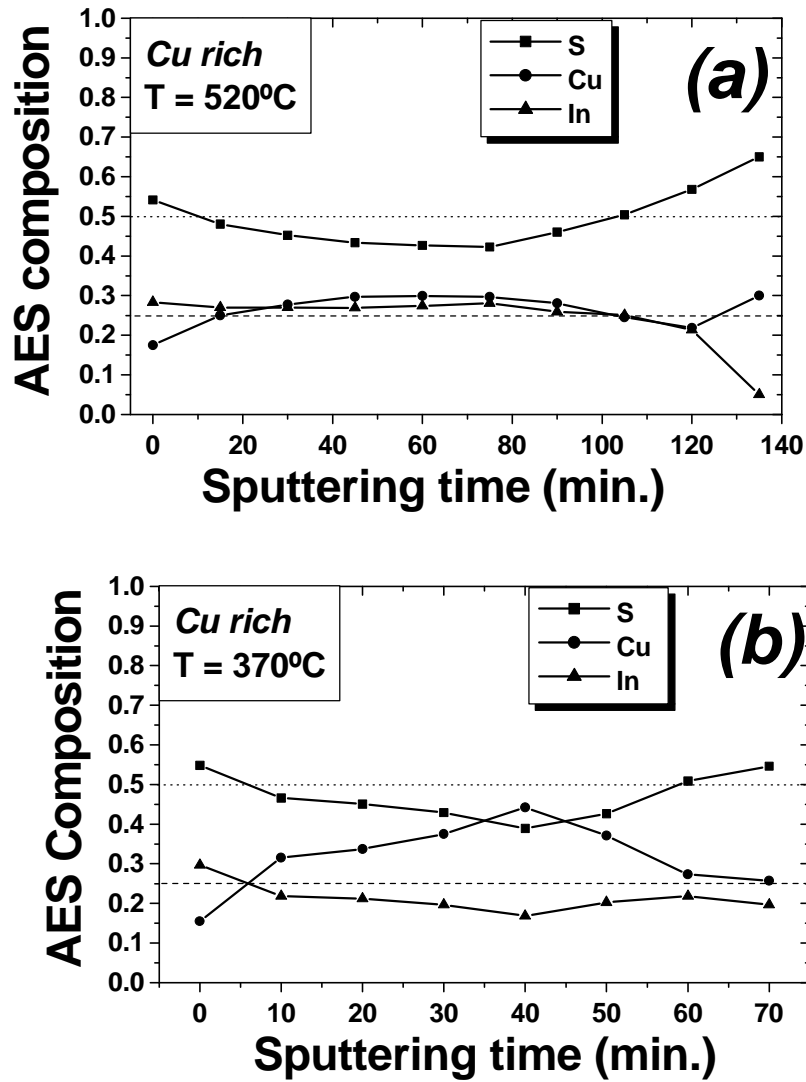 Cu rich
T = 520ºC
S
Cu
In
(a)
AES composition
1.0
0.9
0.8
0.7
0.6
0.5
0.4
0.3
0.2
0.1
0.0
0 20 40 60 80 100 120 140
Sputtering time (min.)
Cu rich
T = 370ºC
S
Cu
In
(b)
AES Composition
1.0
0.9
0.8
0.7
0.6
0.5
0.4
0.3
0.2
0.1
0.0
0 10 20 30 40 50 60 70
Sputtering time (min.)